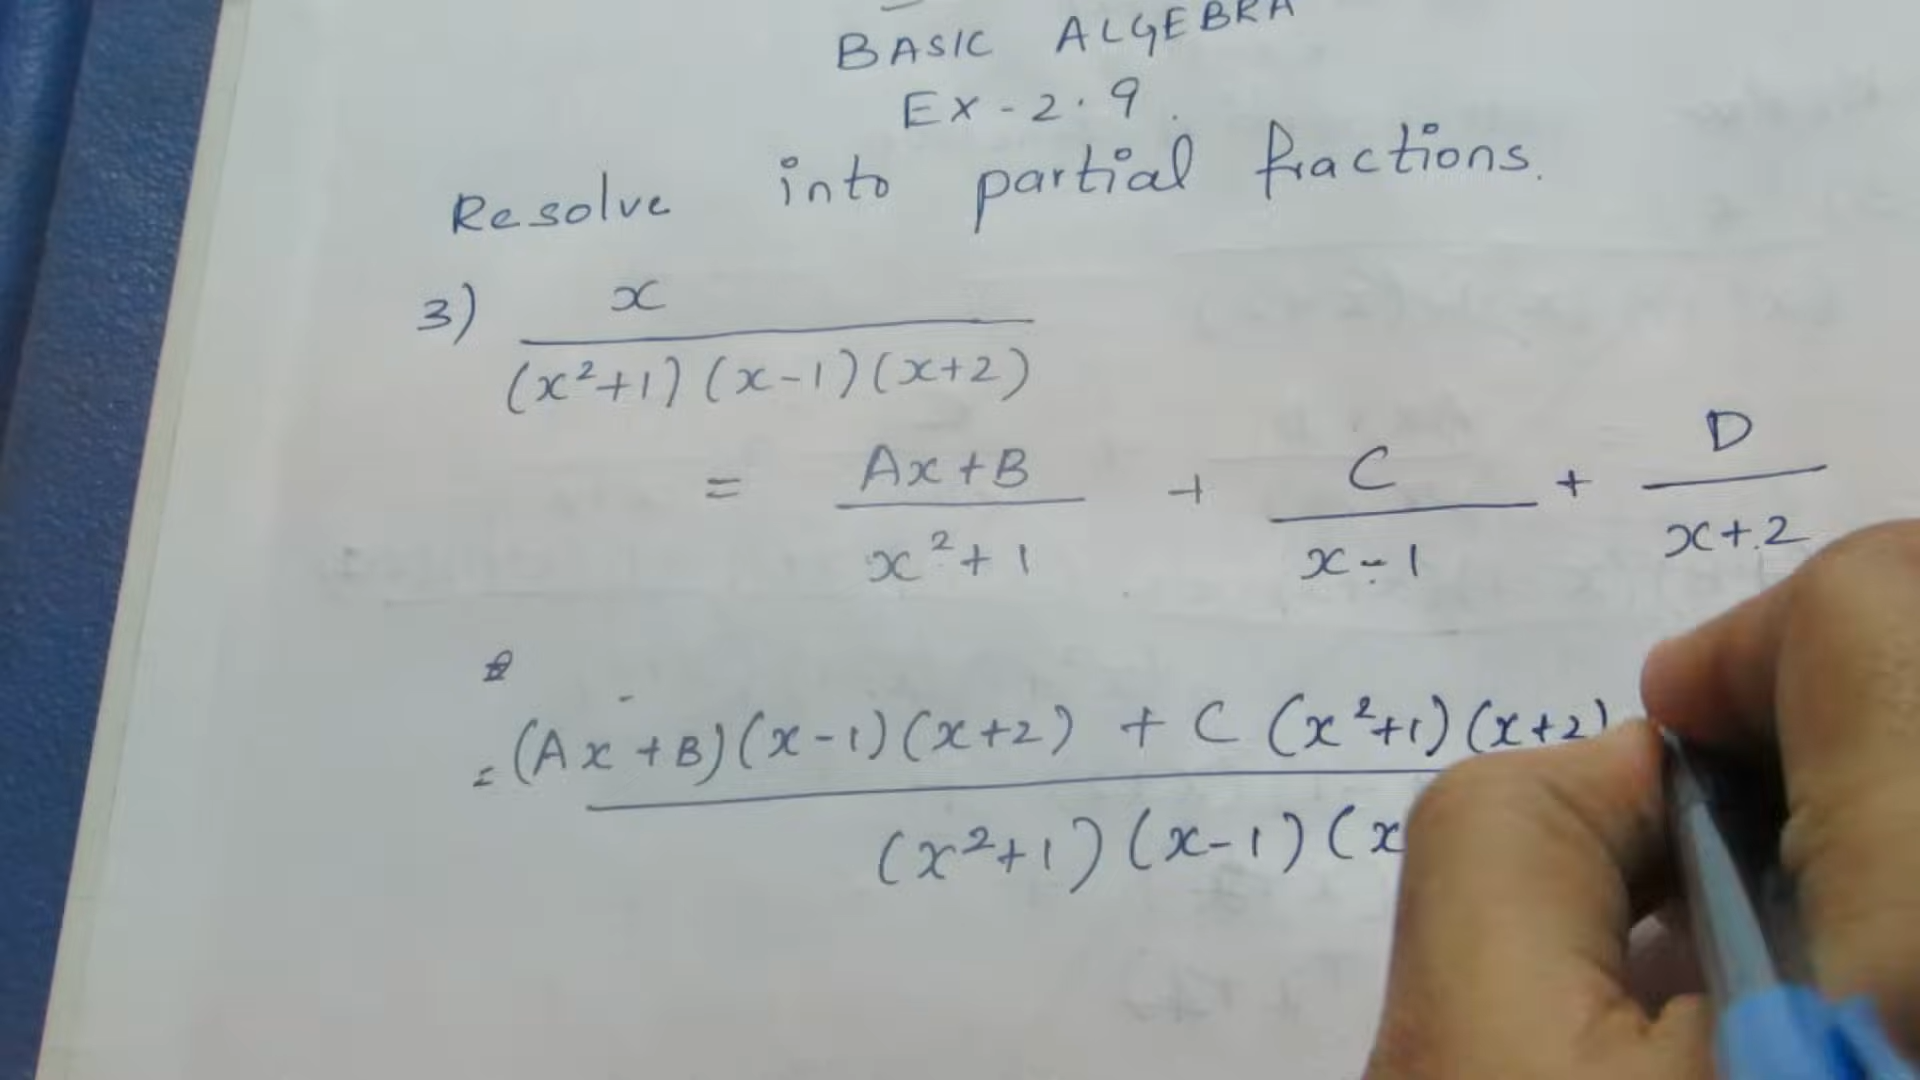 BASIC ALGEBRA
Ex - 2.9.
Resolve into partial fractions.
3) x
(x²+1)(x-1)(x+2)
= Ax+B/x²+1 + C/x-1 + D/x+2
= (Ax+B)(x-1)(x+2) + C(x²+1)(x+2)
(x²+1)(x-1)(x